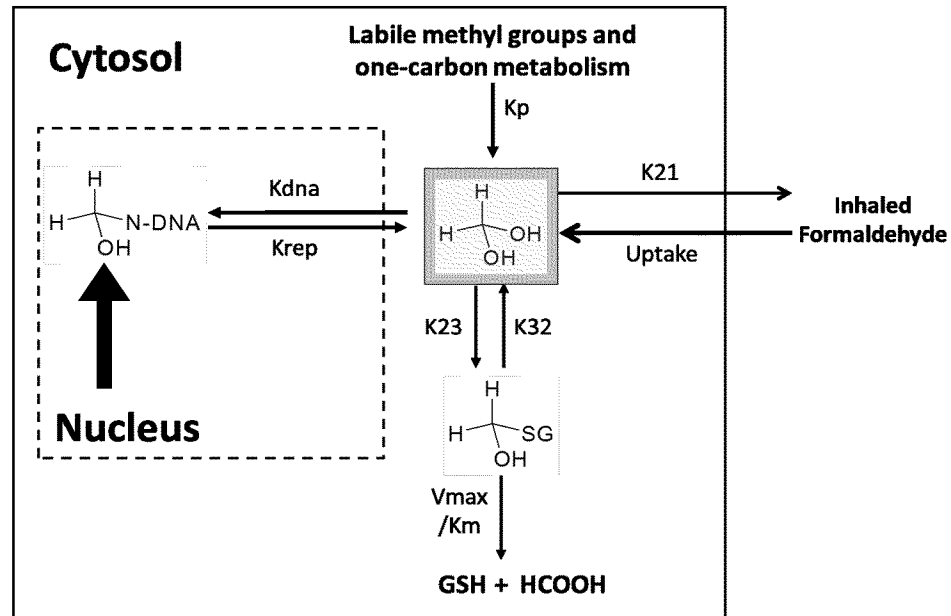 Cytosol
Labile methyl groups and
one-carbon metabolism
Kp
H
H
N-DNA
OH
Kdna
Krep
H
H
OH
OH
K21
Uptake
Inhaled
Formaldehyde
K23
K32
Nucleus
H
H
SG
OH
Vmax
/Km
GSH + HCOOH